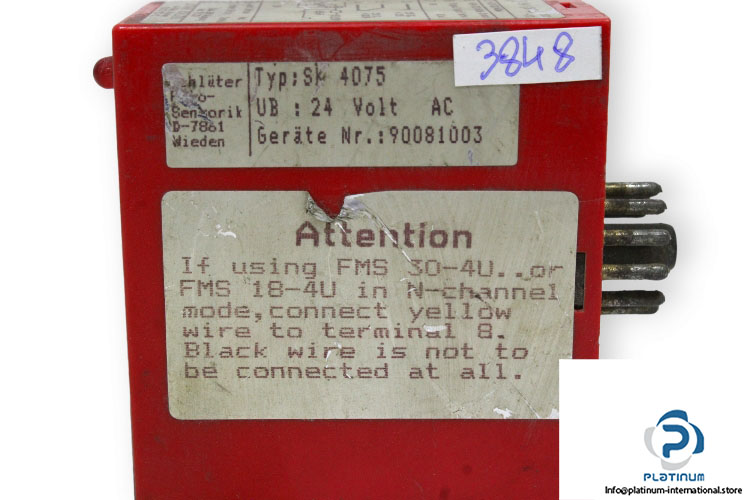 3848
Typ:SK 4075
UB : 24 Volt AC
Geräte Nr.:90081003
Sensorik
D-7861
Wieden
Attention
If using FMS 30-4U..or
FMS 18-4U in N-channel
mode,connect yellow
wire to terminal 8.
Black wire is not to
be connected at all.
PLATINUM
INTERNATIONAL
Info@platinum-international.store